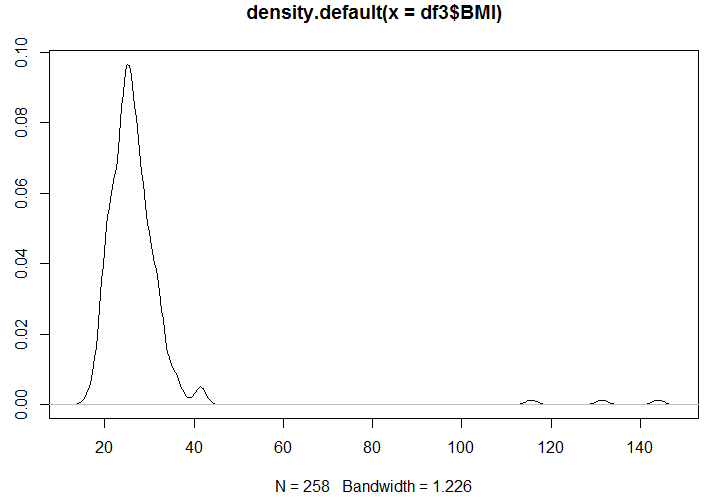 density.default(x = df3$BMI)
0.10
0.08
0.06
0.04
0.02
0.00
20 40 60 80 100 120 140
N = 258 Bandwidth = 1.226